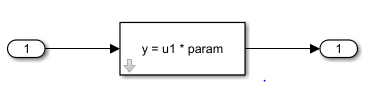 1
y = u1 * param
1